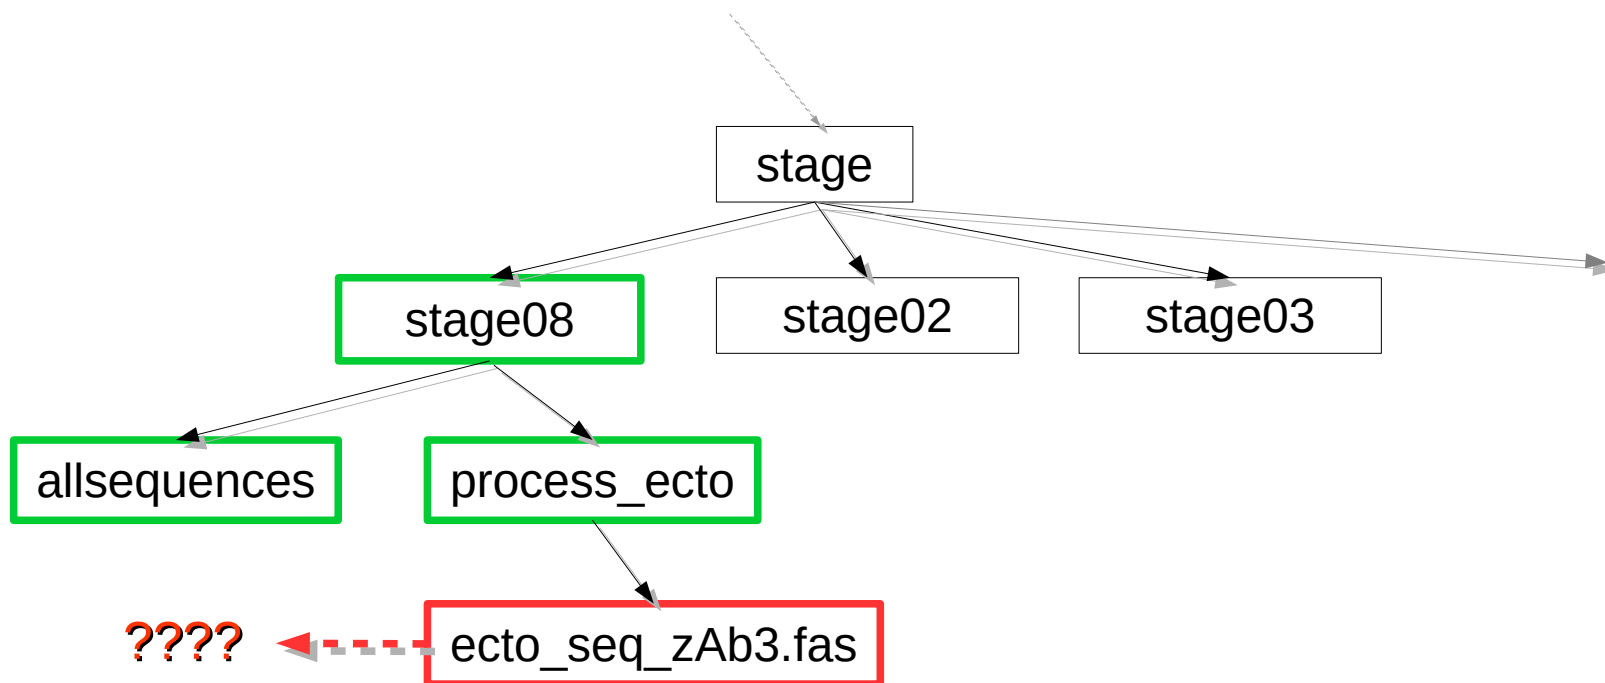 stage
stage08
stage02
stage03
allsequences
process_ecto
????
ecto_seq_zAb3.fas